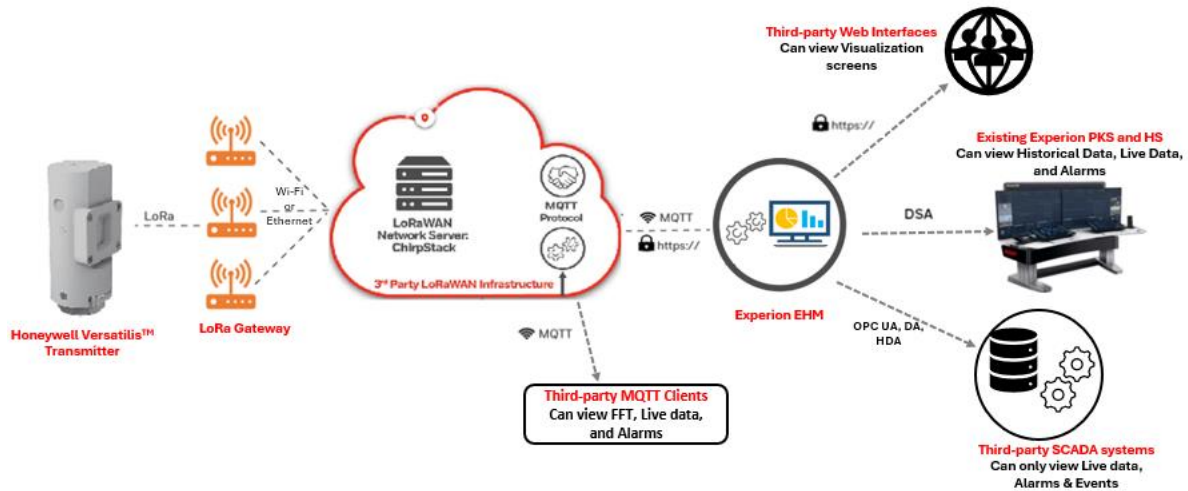 Third-party Web Interfaces
Can view Visualization
screens
https://
Existing Experion PKS and HS
Can view Historical Data, Live Data,
and Alarms
LoRa
Wi-Fi
or
Ethernet
LoRaWAN
Network Server:
ChirpStack
MQTT
Protocol
3rd Party LoRaWAN Infrastructure
MQTT
https://
DSA
Honeywell Versatilis™
Transmitter
LoRa Gateway
Experion EHM
MQTT
OPC UA, DA,
HDA
Third-party MQTT Clients
Can view FFT, Live data,
and Alarms
Third-party SCADA systems
Can only view Live data,
Alarms & Events